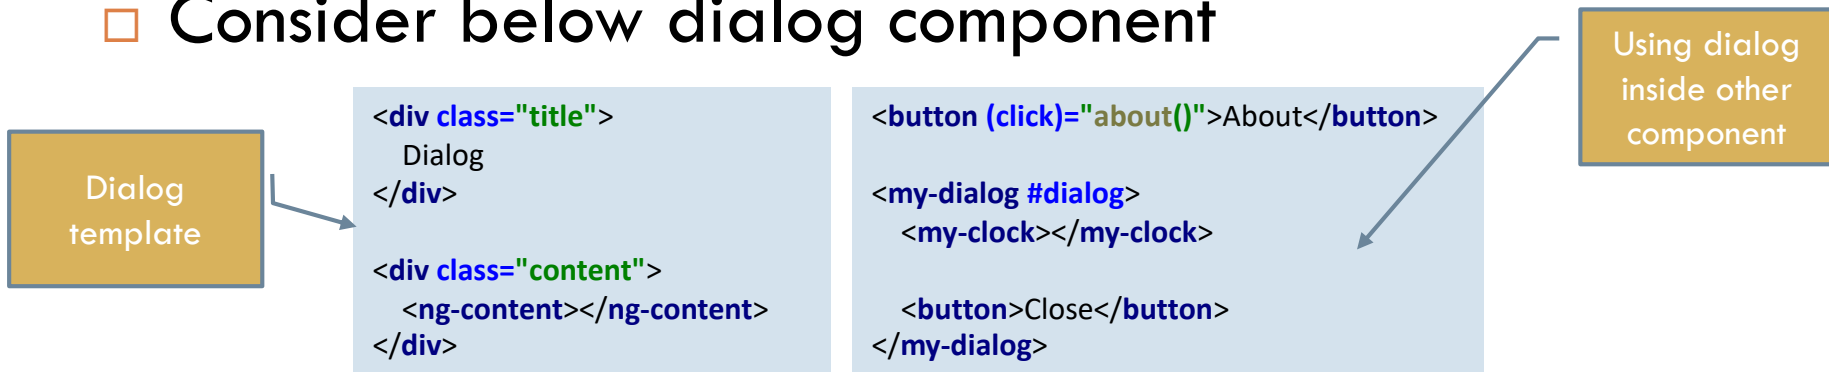 Consider below dialog component
Using dialog
inside other
component
Dialog
template
<div class="title">
Dialog
</div>
<div class="content">
<ng-content></ng-content>
</div>
<button (click)="about()">About</button>
<my-dialog #dialog>
<my-clock></my-clock>
<button>Close</button>
</my-dialog>